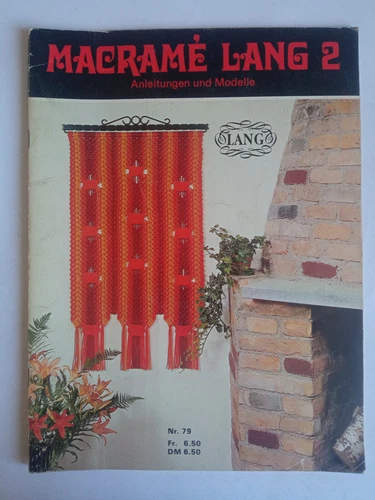 MACRAMÉ LANG 2
Anleitungen und Modelle
LANG
Nr. 79
Fr. 6.50
DM 6.50